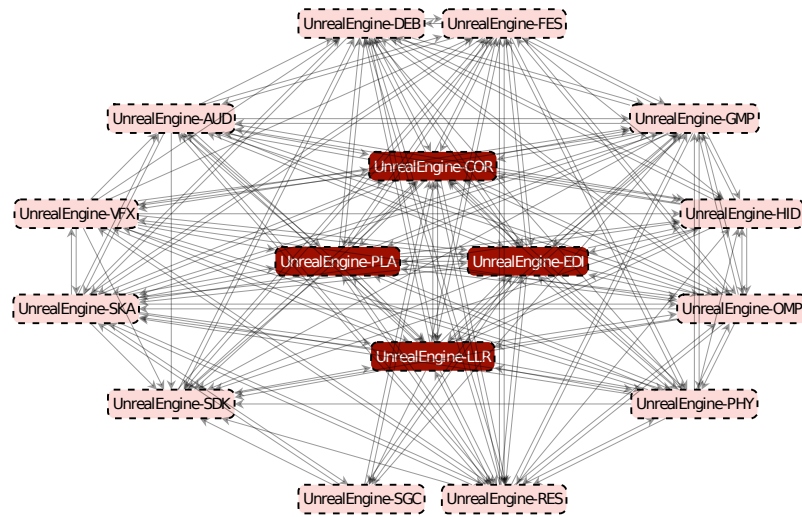 UnrealEngine-DEB
UnrealEngine-FES
UnrealEngine-AUD
UnrealEngine-GMP
UnrealEngine-COR
UnrealEngine-VFX
UnrealEngine-HID
UnrealEngine-PLA
UnrealEngine-EDI
UnrealEngine-SKA
UnrealEngine-OMP
UnrealEngine-LLR
UnrealEngine-SDK
UnrealEngine-PHY
UnrealEngine-SGC
UnrealEngine-RES